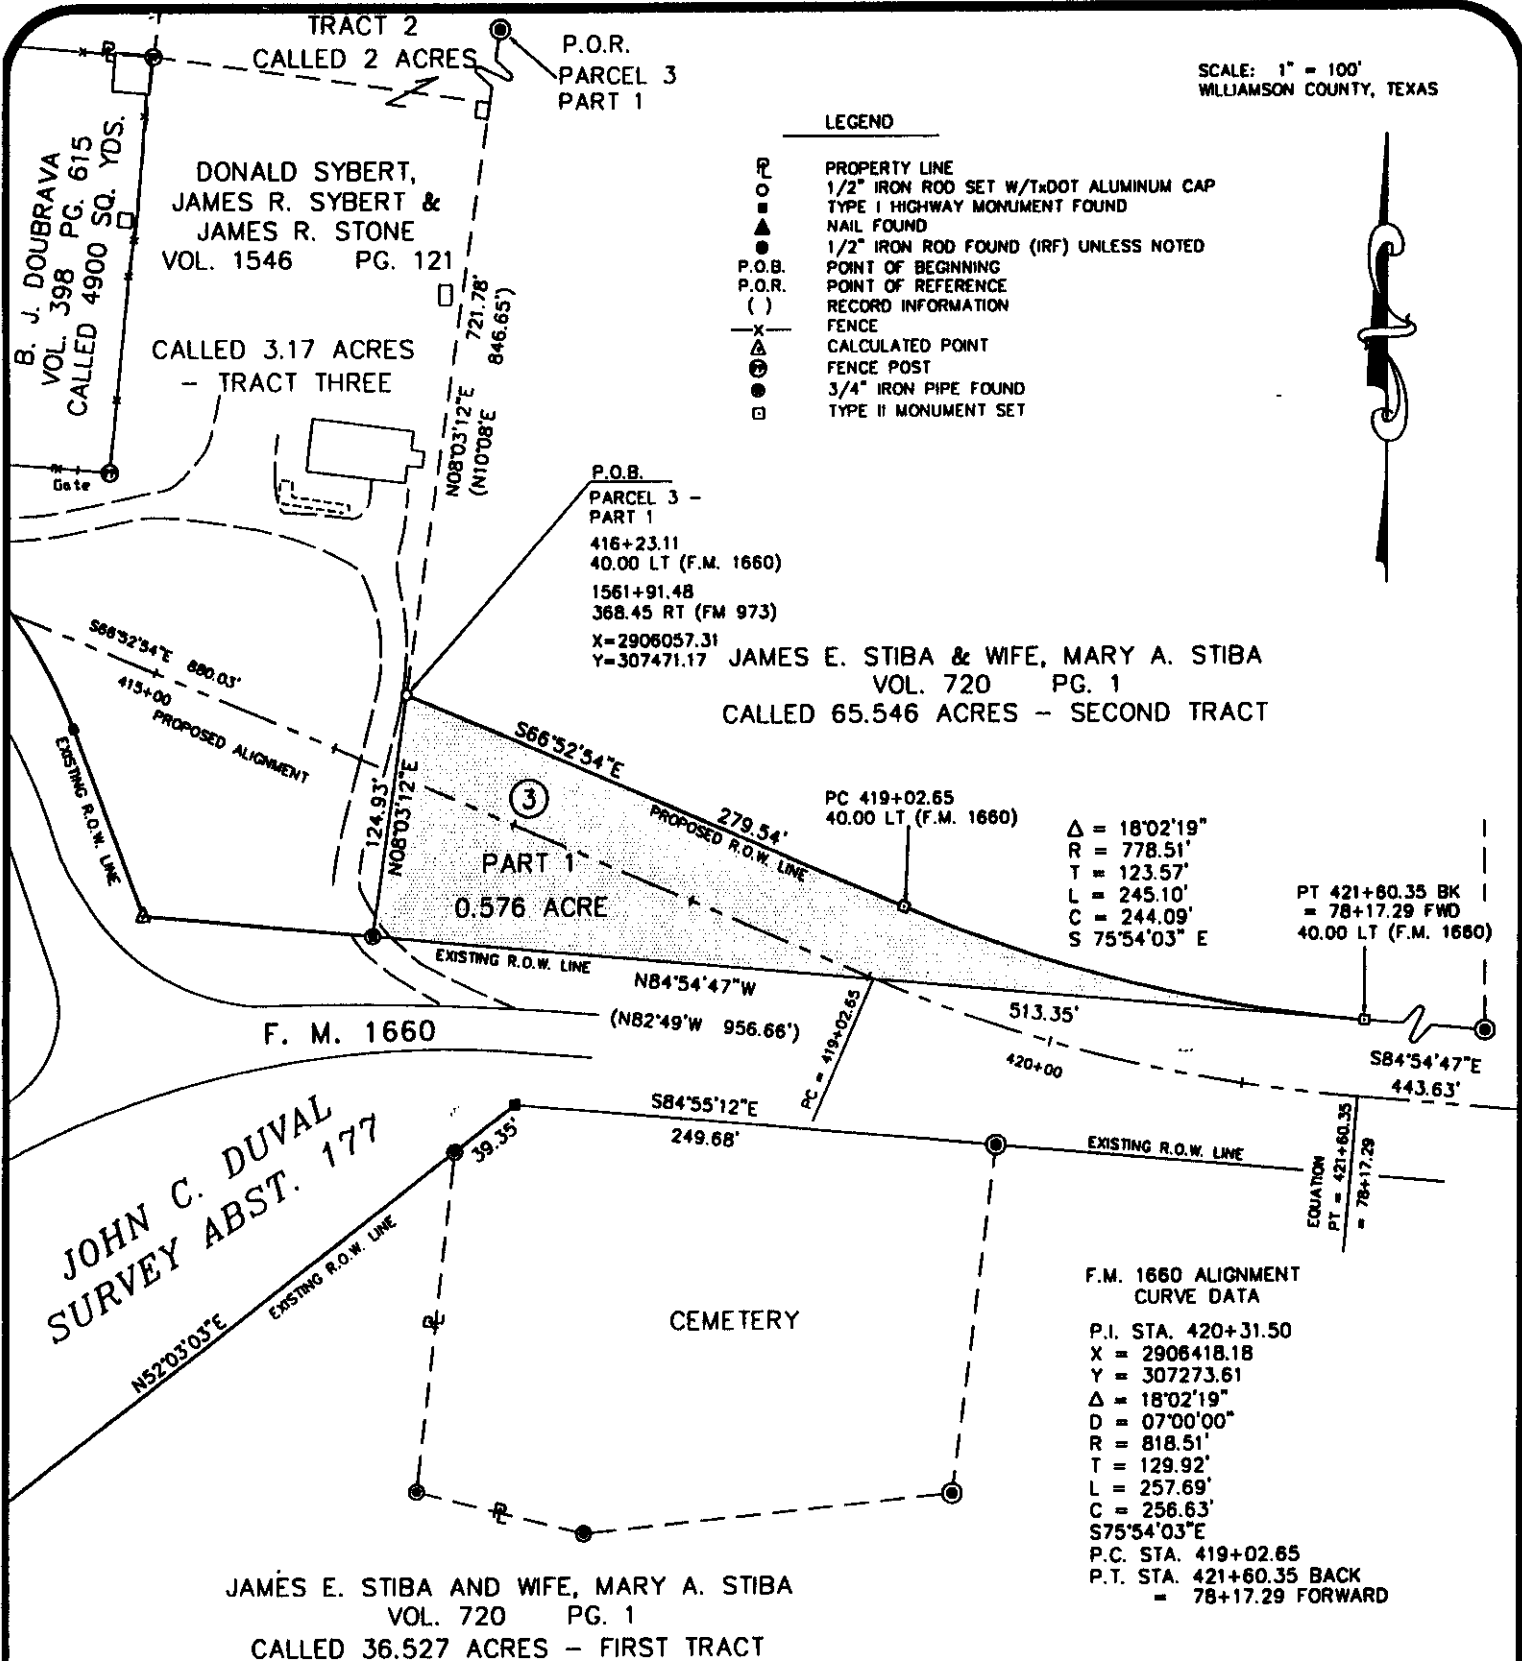 TRACT 2
CALLED 2 ACRES
P.O.R.
PARCEL 3
PART 1
SCALE: 1" = 100'
WILLIAMSON COUNTY, TEXAS
LEGEND
PROPERTY LINE
1/2" IRON ROD SET W/TxDOT ALUMINUM CAP
TYPE I HIGHWAY MONUMENT FOUND
NAIL FOUND
1/2" IRON ROD FOUND (IRF) UNLESS NOTED
P.O.B. POINT OF BEGINNING
P.O.R. POINT OF REFERENCE
( ) RECORD INFORMATION
—x— FENCE
CALCULATED POINT
FENCE POST
3/4" IRON PIPE FOUND
TYPE II MONUMENT SET
B. J. DOUBRAVA
VOL. 398 PG. 615
CALLED 4900 SQ. YDS.
DONALD SYBERT,
JAMES R. SYBERT &
JAMES R. STONE
VOL. 1546 PG. 121
CALLED 3.17 ACRES
- TRACT THREE
N08°03'12"E 721.78'
(N10°08'E 846.65')
Gate
P.O.B.
PARCEL 3 -
PART 1
416+23.11
40.00 LT (F.M. 1660)
1561+91.48
368.45 RT (FM 973)
X=2906057.31
Y=307471.17
JAMES E. STIBA & WIFE, MARY A. STIBA
VOL. 720 PG. 1
CALLED 65.546 ACRES - SECOND TRACT
S66°52'54"E 880.03'
415+00
PROPOSED ALIGNMENT
EXISTING R.O.W. LINE
124.93'
N08°03'12"E
S66°52'54"E
279.54'
PROPOSED R.O.W. LINE
3
PART 1
0.576 ACRE
PC 419+02.65
40.00 LT (F.M. 1660)
Δ = 18°02'19"
R = 778.51'
T = 123.57'
L = 245.10'
C = 244.09'
S 75°54'03" E
PT 421+60.35 BK
= 78+17.29 FWD
40.00 LT (F.M. 1660)
EXISTING R.O.W. LINE
N84°54'47"W
513.35'
(N82°49'W 956.66')
F. M. 1660
PC = 419+02.65
420+00
S84°54'47"E
443.63'
S84°55'12"E
249.68'
39.35'
EXISTING R.O.W. LINE
EQUATION
PT = 421+60.35
= 78+17.29
JOHN C. DUVAL
SURVEY ABST. 177
N52°03'03"E
EXISTING R.O.W. LINE
CEMETERY
F.M. 1660 ALIGNMENT
CURVE DATA
P.I. STA. 420+31.50
X = 2906418.18
Y = 307273.61
Δ = 18°02'19"
D = 07°00'00"
R = 818.51'
T = 129.92'
L = 257.69'
C = 256.63'
S75°54'03"E
P.C. STA. 419+02.65
P.T. STA. 421+60.35 BACK
= 78+17.29 FORWARD
JAMES E. STIBA AND WIFE, MARY A. STIBA
VOL. 720 PG. 1
CALLED 36.527 ACRES - FIRST TRACT